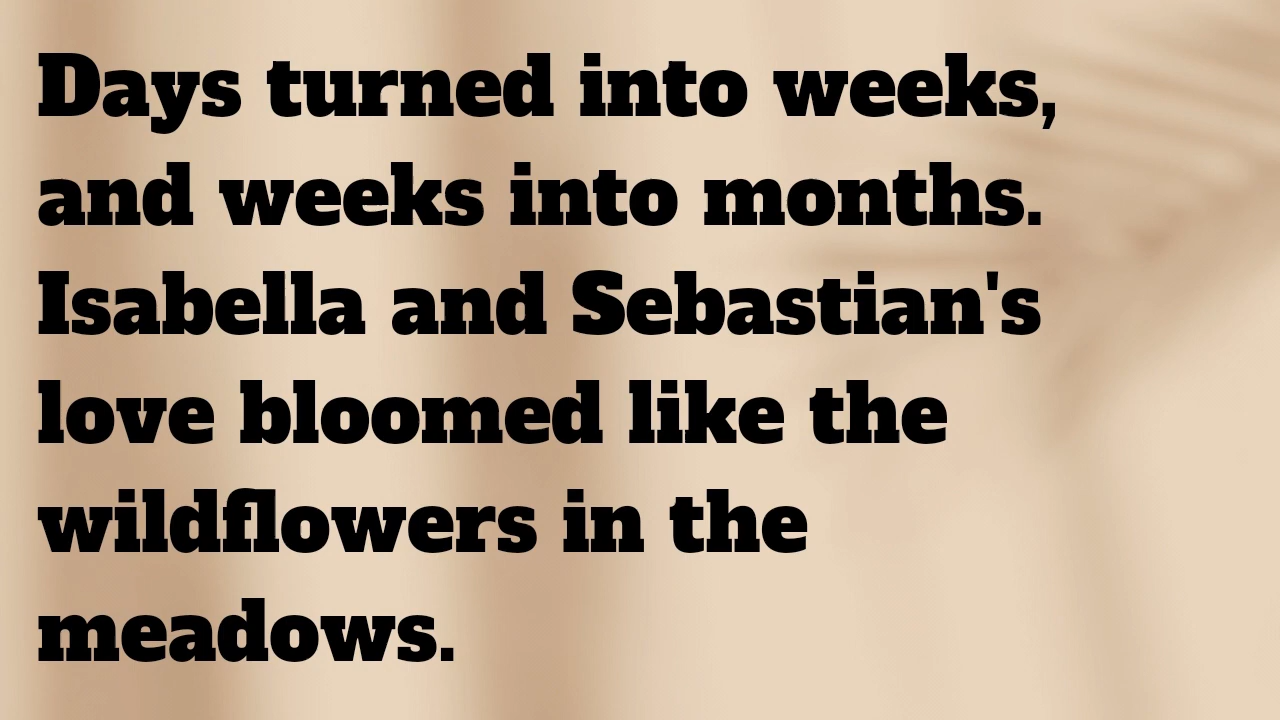 Days turned into weeks,
and weeks into months.
Isabella and Sebastian's
love bloomed like the
wildflowers in the
meadows.